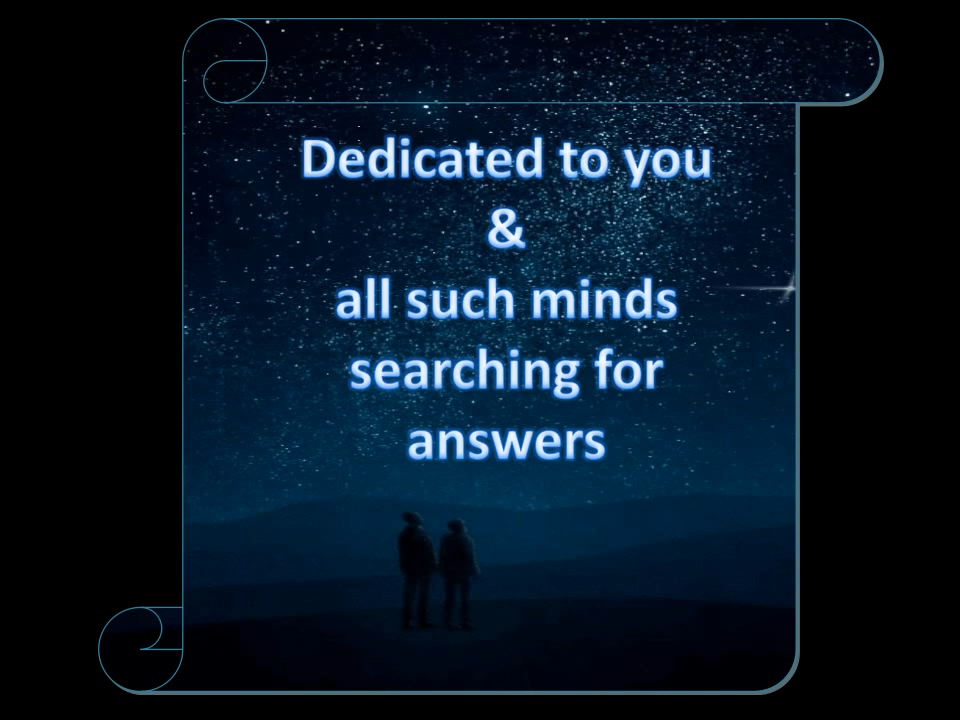 Dedicated to you
&
all such minds
searching for
answers